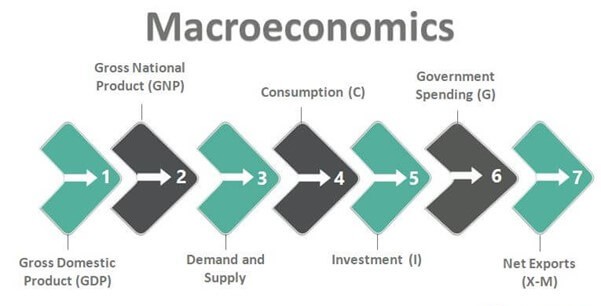 Macroeconomics
Gross National
Product (GNP)
Consumption (C)
Government
Spending (G)
1
2
3
4
5
6
7
Gross Domestic
Product (GDP)
Demand and
Supply
Investment (I)
Net Exports
(X-M)